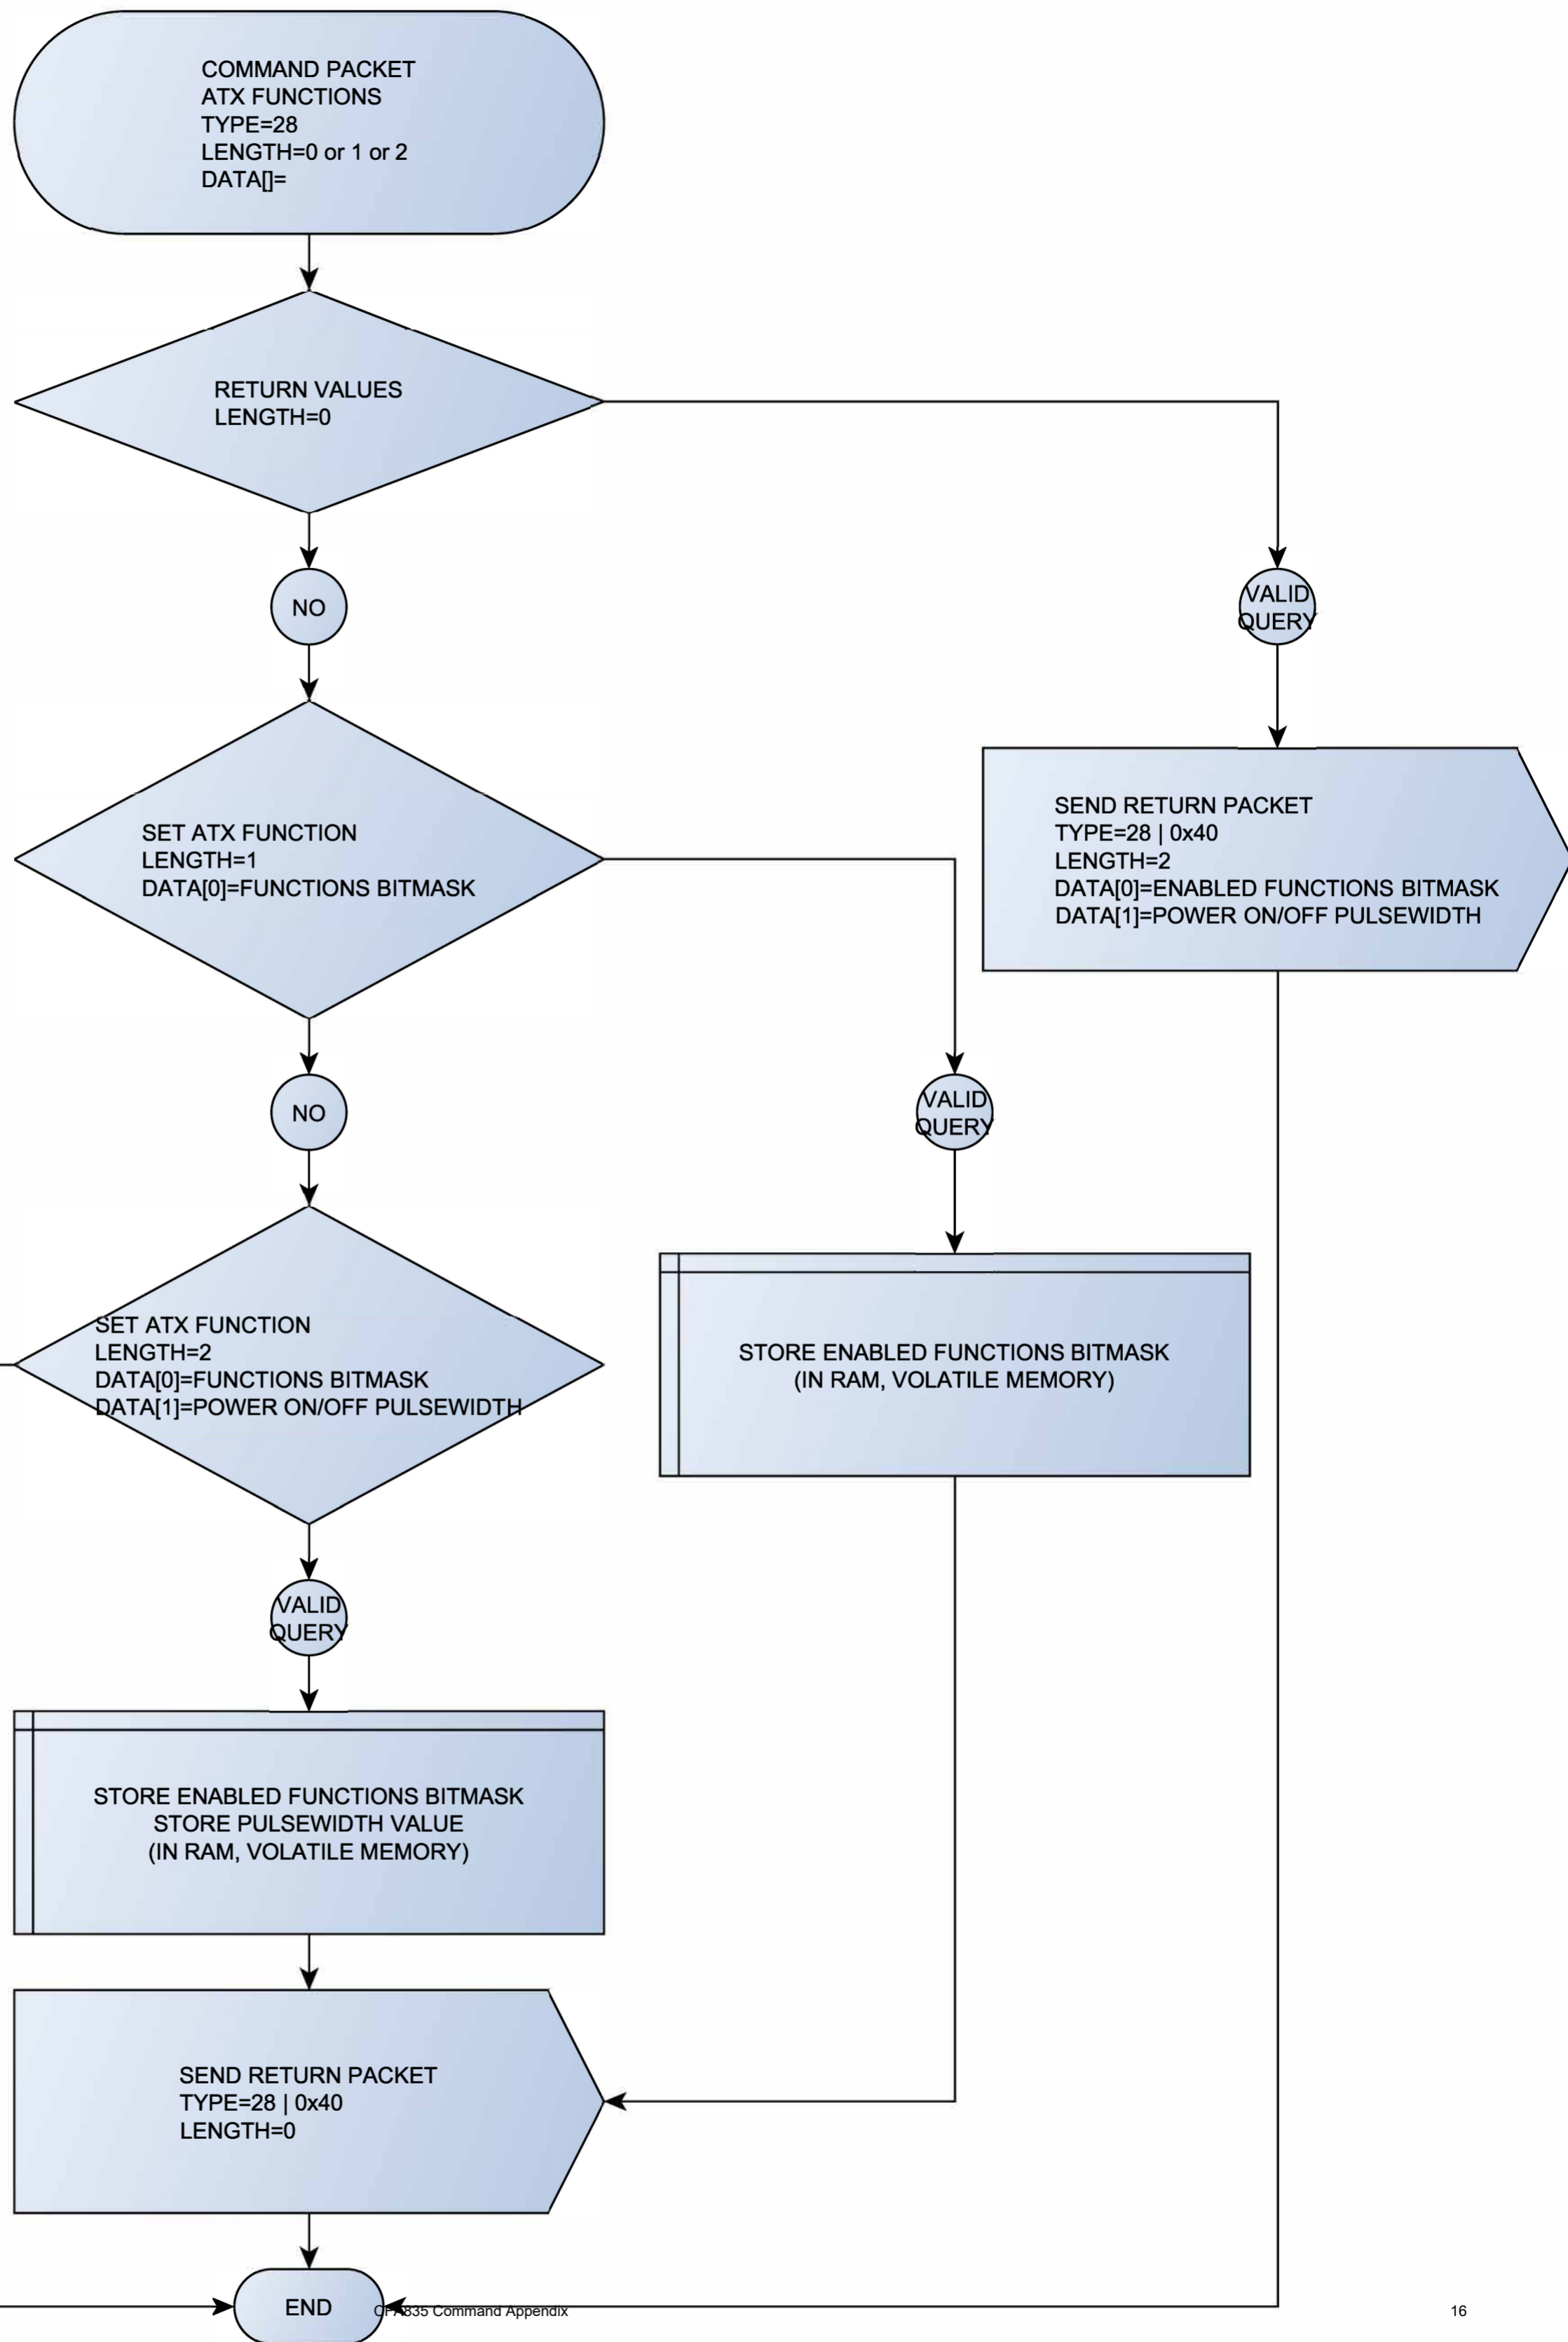 COMMAND PACKET
ATX FUNCTIONS
TYPE=28
LENGTH=0 or 1 or 2
DATA[]=
RETURN VALUES
LENGTH=0
NO
VALID
QUERY
SET ATX FUNCTION
LENGTH=1
DATA[0]=FUNCTIONS BITMASK
SEND RETURN PACKET
TYPE=28 | 0x40
LENGTH=2
DATA[0]=ENABLED FUNCTIONS BITMASK
DATA[1]=POWER ON/OFF PULSEWIDTH
NO
VALID
QUERY
SET ATX FUNCTION
LENGTH=2
DATA[0]=FUNCTIONS BITMASK
DATA[1]=POWER ON/OFF PULSEWIDTH
STORE ENABLED FUNCTIONS BITMASK
(IN RAM, VOLATILE MEMORY)
VALID
QUERY
STORE ENABLED FUNCTIONS BITMASK
STORE PULSEWIDTH VALUE
(IN RAM, VOLATILE MEMORY)
SEND RETURN PACKET
TYPE=28 | 0x40
LENGTH=0
END
CFA835 Command Appendix
16